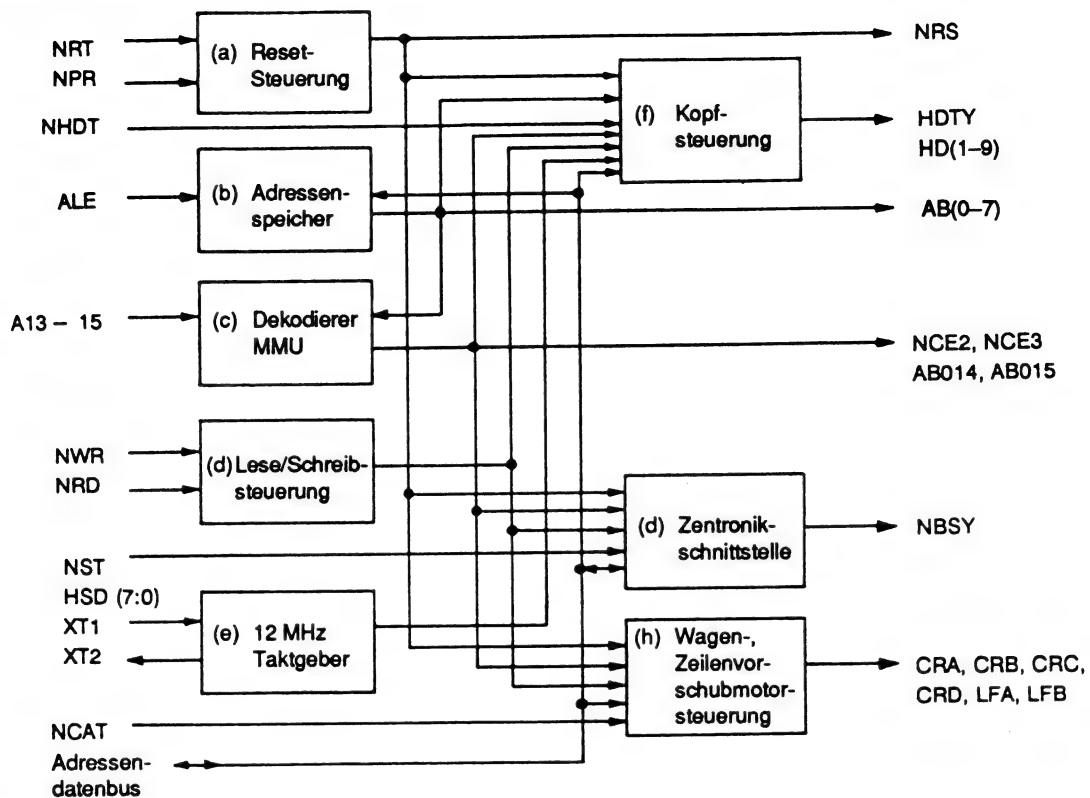 NRT
NPR
(a) Reset-
Steuerung
NRS
NHDT
(f) Kopf-
steuerung
HDTY
HD(1–9)
ALE
(b) Adressen-
speicher
AB(0–7)
A13 – 15
(c) Dekodierer
MMU
NCE2, NCE3
AB014, AB015
NWR
NRD
(d) Lese/Schreib-
steuerung
NST
HSD (7:0)
(d) Zentronik-
schnittstelle
NBSY
XT1
XT2
(e) 12 MHz
Taktgeber
(h) Wagen-,
Zeilenvor-
schubmotor-
steuerung
CRA, CRB, CRC,
CRD, LFA, LFB
NCAT
Adressen-
datenbus